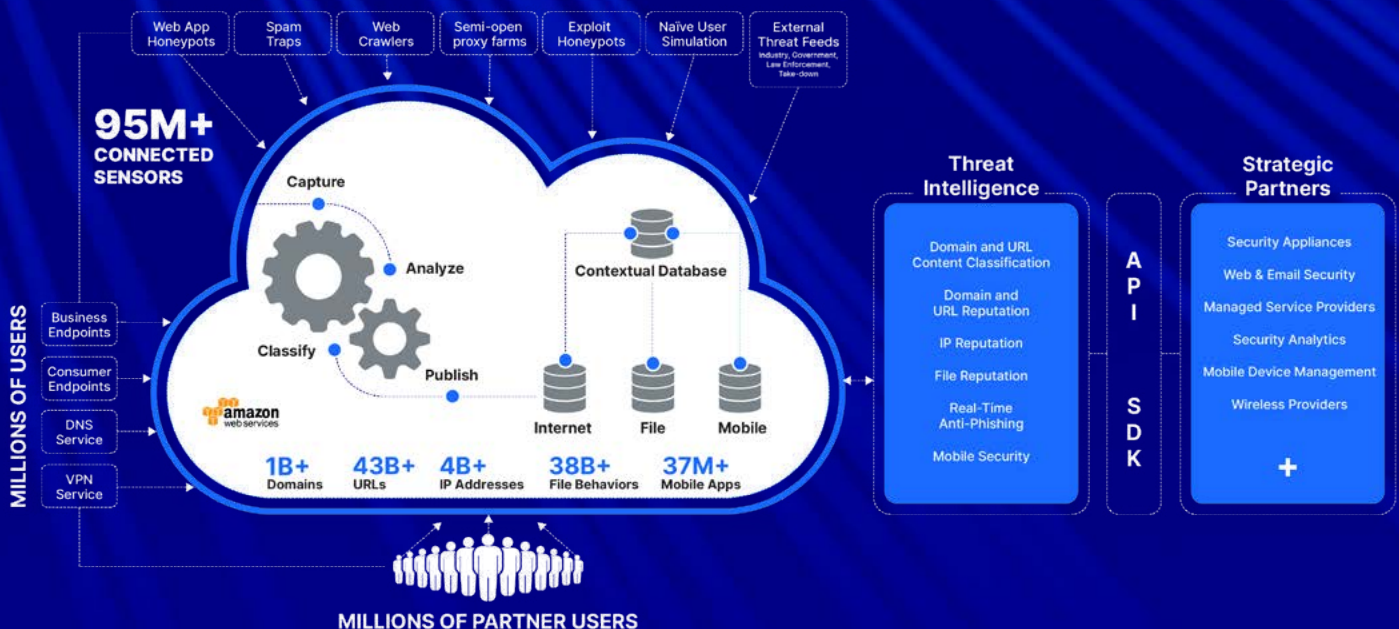 Web App
Honeypots
Spam
Traps
Web
Crawlers
Semi-open
proxy farms
Exploit
Honeypots
Naïve User
Simulation
External
Threat Feeds
Industry, Government,
Law Enforcement,
Take-down
95M+
CONNECTED
SENSORS
MILLIONS OF USERS
Business
Endpoints
Consumer
Endpoints
DNS
Service
VPN
Service
Capture
Analyze
Classify
Publish
Contextual Database
Internet
File
Mobile
amazon
web services
1B+
Domains
43B+
URLs
4B+
IP Addresses
38B+
File Behaviors
37M+
Mobile Apps
MILLIONS OF PARTNER USERS
Threat
Intelligence
Domain and URL
Content Classification
Domain and
URL Reputation
IP Reputation
File Reputation
Real-Time
Anti-Phishing
Mobile Security
API
SDK
Strategic
Partners
Security Appliances
Web & Email Security
Managed Service Providers
Security Analytics
Mobile Device Management
Wireless Providers
+